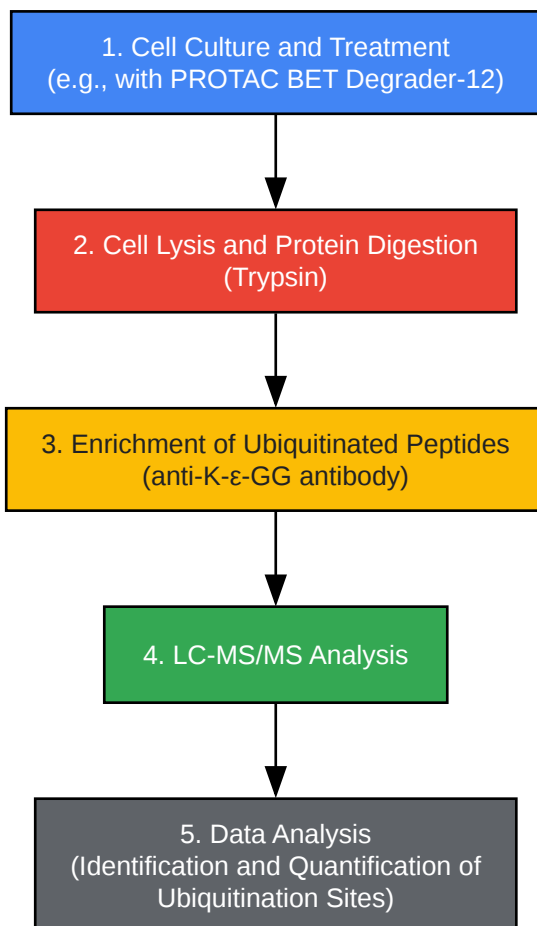 1. Cell Culture and Treatment
(e.g., with PROTAC BET Degrader-12)
2. Cell Lysis and Protein Digestion
(Trypsin)
3. Enrichment of Ubiquitinated Peptides
(anti-K-ε-GG antibody)
4. LC-MS/MS Analysis
5. Data Analysis
(Identification and Quantification of
Ubiquitination Sites)